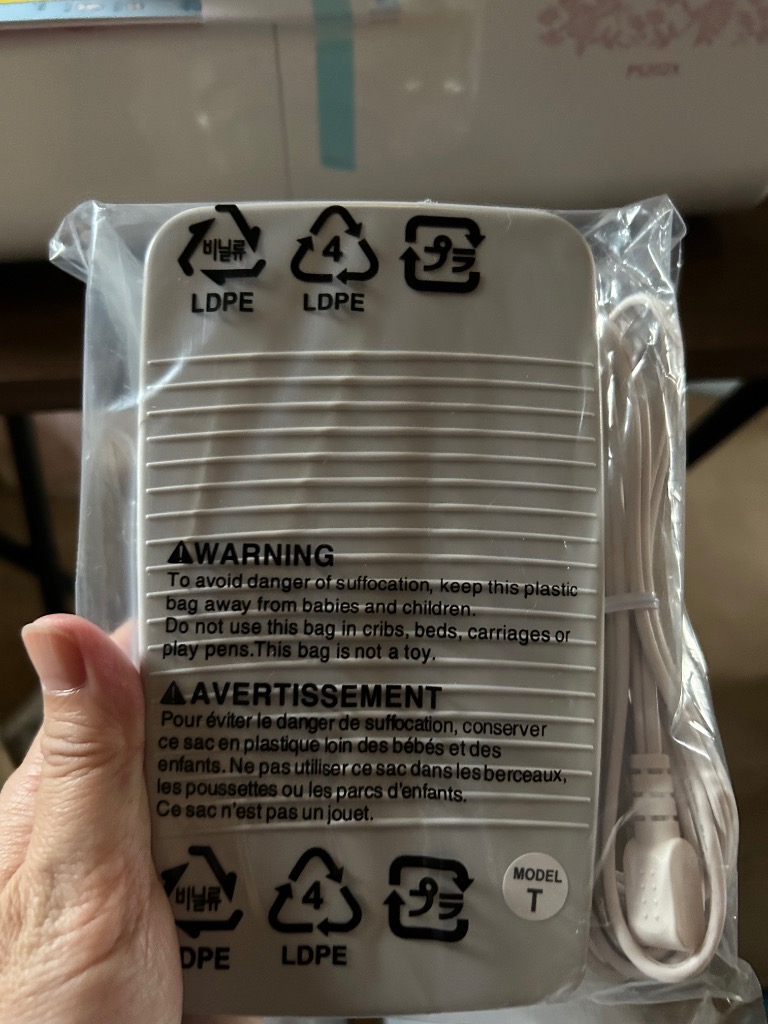 비닐류 4 プラ
LDPE LDPE
WARNING
To avoid danger of suffocation, keep this plastic
bag away from babies and children.
Do not use this bag in cribs, beds, carriages or
play pens.This bag is not a toy.
AVERTISSEMENT
Pour éviter le danger de suffocation, conserver
ce sac en plastique loin des bébés et des
enfants. Ne pas utiliser ce sac dans les berceaux,
les poussettes ou les parcs d'enfants.
Ce sac n'est pas un jouet.
비닐류 4 プラ
DPE LDPE
MODEL
T